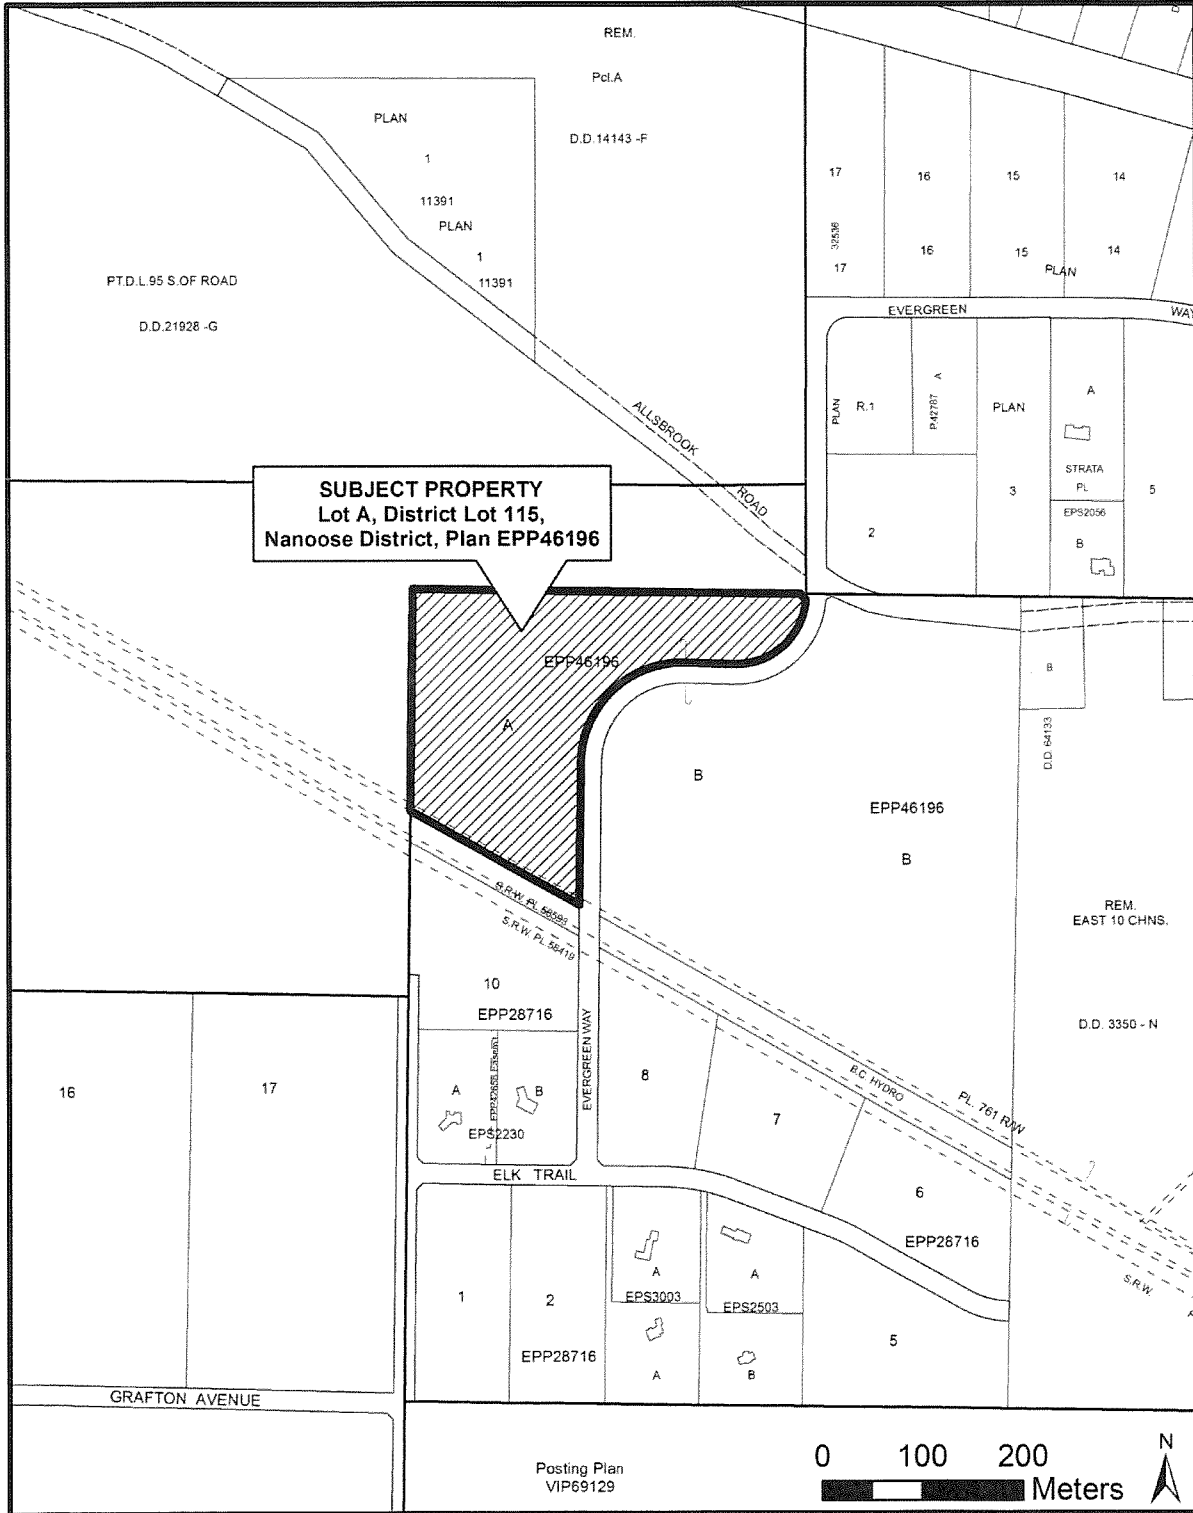 REM.
Pcl.A
D.D.14143 -F
PLAN
1
11391
PLAN
1
11391
PT.D.L.95 S.OF ROAD
D.D.21928 -G
17
16
15
14
32536
17
16
15
14
PLAN
EVERGREEN
WAY
ALLSBROOK
ROAD
PLAN
R.1
P.42787
A
PLAN
3
2
A
STRATA
PL
EPS2056
B
5
SUBJECT PROPERTY
Lot A, District Lot 115,
Nanoose District, Plan EPP46196
EPP46196
A
B
EPP46196
B
B
D.D. 64133
REM.
EAST 10 CHNS.
D.D. 3350 - N
S.R.W. PL.58593
S.R.W. PL.58419
10
EPP28716
A
B
EPS2230
EVERGREEN WAY
8
7
B.C. HYDRO
PL. 761 R/W
6
EPP28716
S.R.W.
ELK TRAIL
16
17
1
2
EPP28716
A
EPS3003
A
A
EPS2503
B
5
GRAFTON AVENUE
Posting Plan
VIP69129
0 100 200
Meters
N